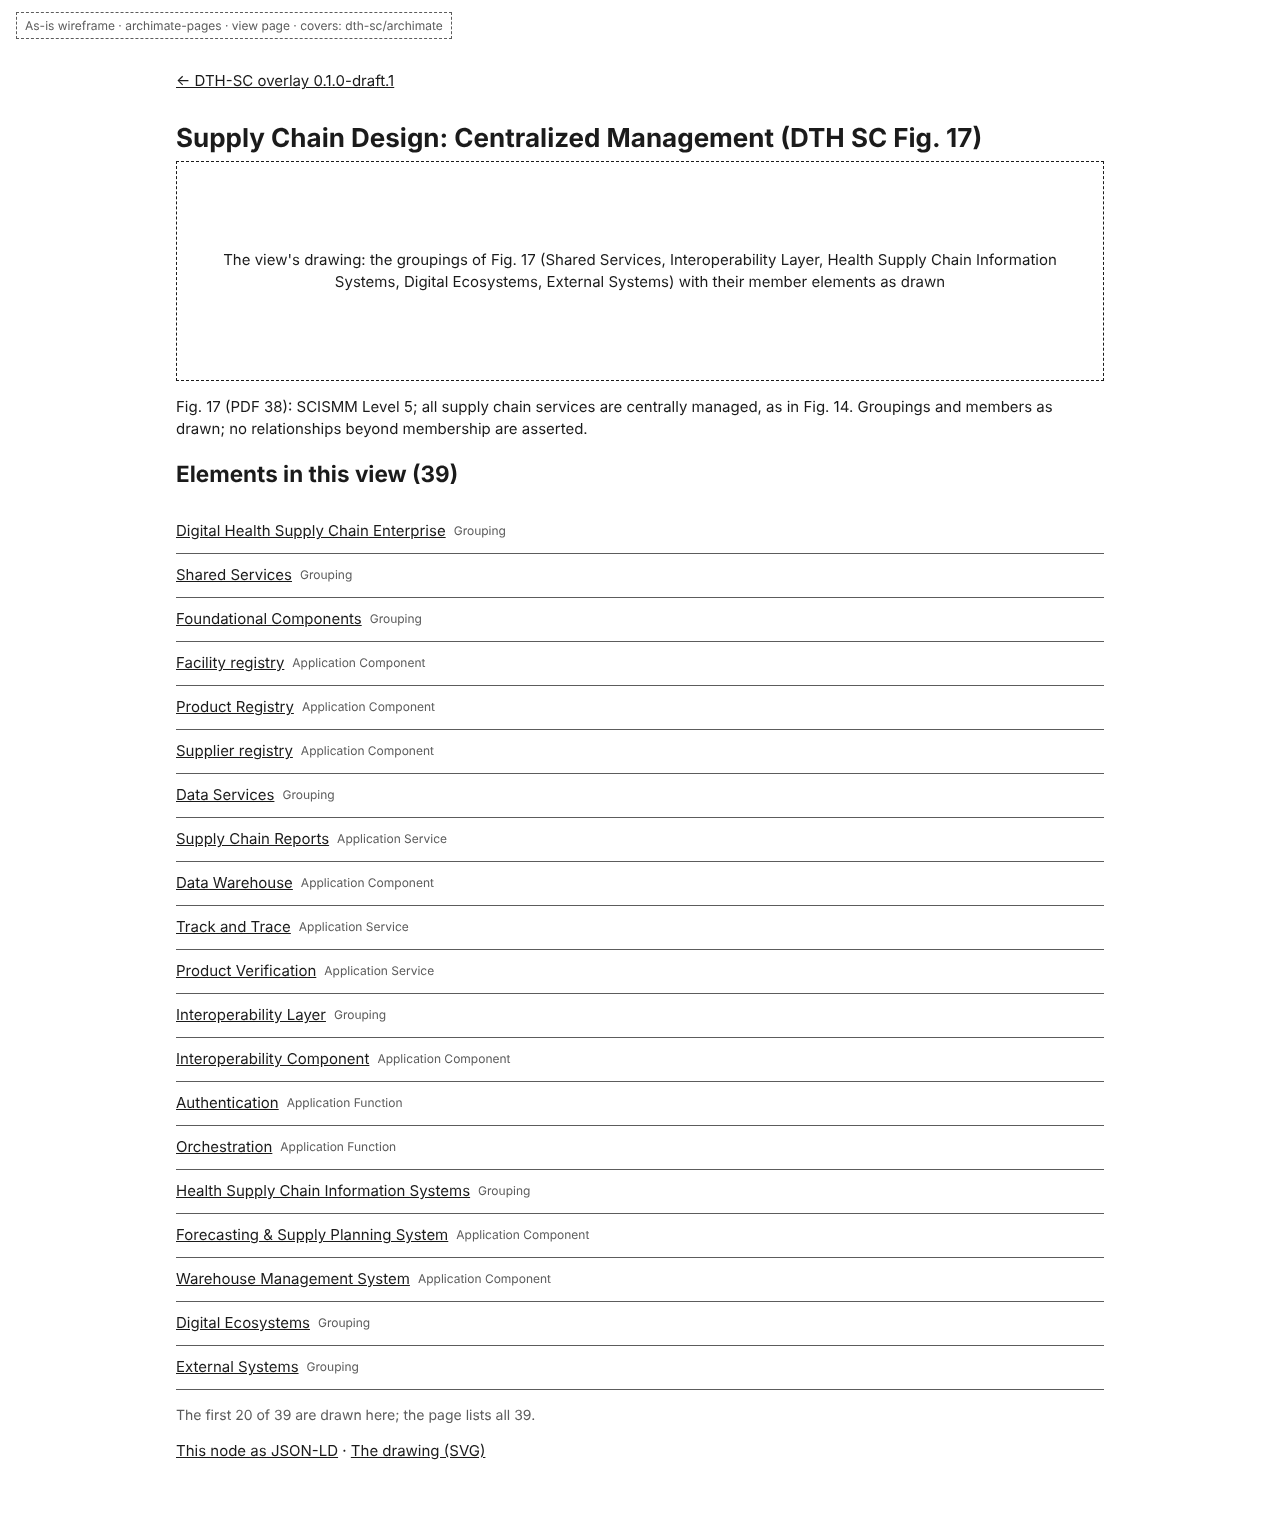 As-is wireframe · archimate-pages · view page · covers: dth-sc/archimate
← DTH-SC overlay 0.1.0-draft.1
Supply Chain Design: Centralized Management (DTH SC Fig. 17)
The view's drawing: the groupings of Fig. 17 (Shared Services, Interoperability Layer, Health Supply Chain Information
Systems, Digital Ecosystems, External Systems) with their member elements as drawn
Fig. 17 (PDF 38): SCISMM Level 5; all supply chain services are centrally managed, as in Fig. 14. Groupings and members as
drawn; no relationships beyond membership are asserted.
Elements in this view (39)
Digital Health Supply Chain Enterprise Grouping
Shared Services Grouping
Foundational Components Grouping
Facility registry Application Component
Product Registry Application Component
Supplier registry Application Component
Data Services Grouping
Supply Chain Reports Application Service
Data Warehouse Application Component
Track and Trace Application Service
Product Verification Application Service
Interoperability Layer Grouping
Interoperability Component Application Component
Authentication Application Function
Orchestration Application Function
Health Supply Chain Information Systems Grouping
Forecasting & Supply Planning System Application Component
Warehouse Management System Application Component
Digital Ecosystems Grouping
External Systems Grouping
The first 20 of 39 are drawn here; the page lists all 39.
This node as JSON-LD · The drawing (SVG)